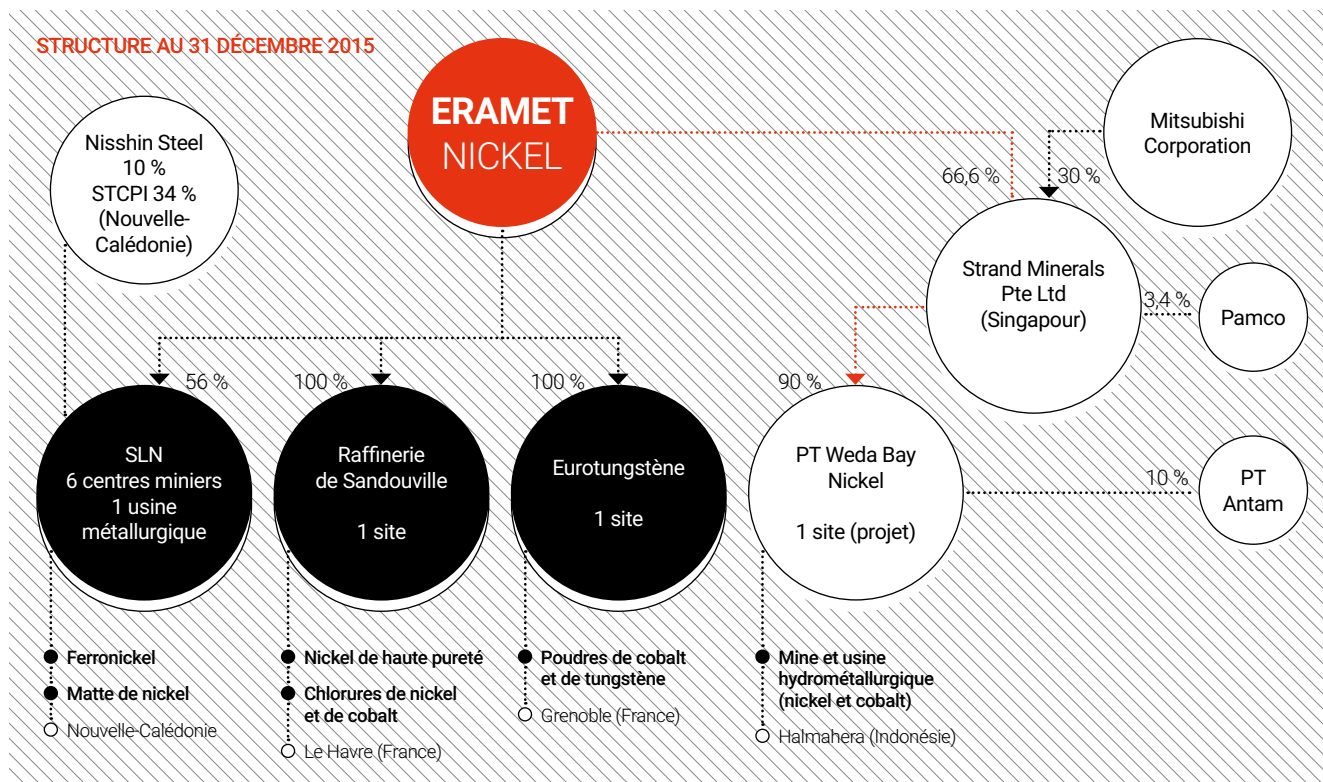 STRUCTURE AU 31 DÉCEMBRE 2015
ERAMET
NICKEL
Nisshin Steel
10 %
STCPI 34 %
(Nouvelle-
Calédonie)
Mitsubishi
Corporation
66,6 %
30 %
Strand Minerals
Pte Ltd
(Singapour)
3,4 %
Pamco
56 %
100 %
100 %
90 %
SLN
6 centres miniers
1 usine
métallurgique
Raffinerie
de Sandouville
1 site
Eurotungstène
1 site
PT Weda Bay
Nickel
1 site (projet)
10 %
PT
Antam
Ferronickel
Matte de nickel
Nouvelle-Calédonie
Nickel de haute pureté
Chlorures de nickel
et de cobalt
Le Havre (France)
Poudres de cobalt
et de tungstène
Grenoble (France)
Mine et usine
hydrométallurgique
(nickel et cobalt)
Halmahera (Indonésie)